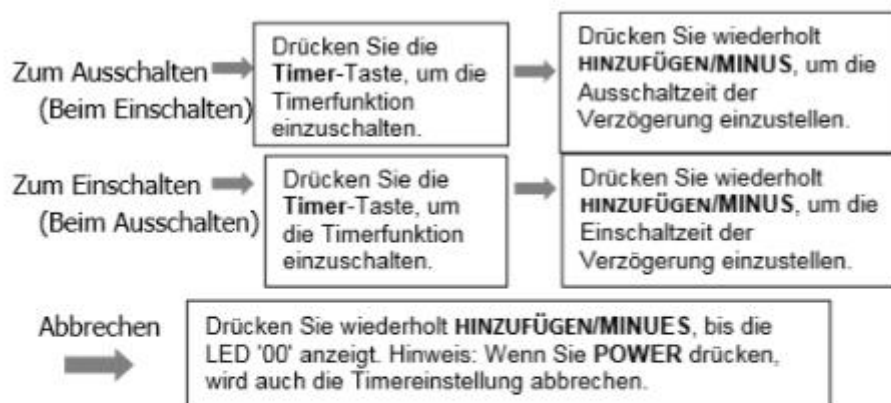 Zum Ausschalten
(Beim Einschalten)
Drücken Sie die
Timer-Taste, um die
Timerfunktion
einzuschalten.
Drücken Sie wiederholt
HINZUFÜGEN/MINUS, um die
Ausschaltzeit der
Verzögerung einzustellen.
Zum Einschalten
(Beim Ausschalten)
Drücken Sie die
Timer-Taste, um
die Timerfunktion
einzuschalten.
Drücken Sie wiederholt
HINZUFÜGEN/MINUS, um die
Einschaltzeit der
Verzögerung einzustellen.
Abbrechen
Drücken Sie wiederholt HINZUFÜGEN/MINUES, bis die
LED '00' anzeigt. Hinweis: Wenn Sie POWER drücken,
wird auch die Timereinstellung abbrechen.